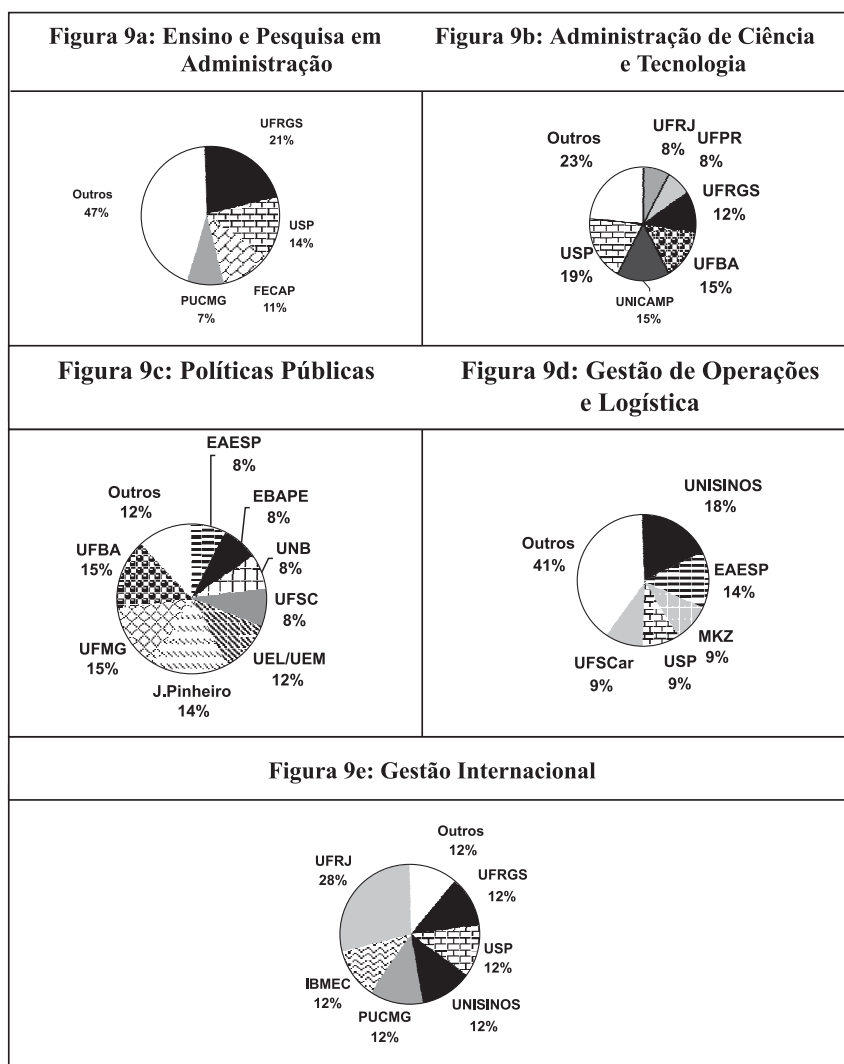 Figura 9a: Ensino e Pesquisa em
Administração
Figura 9b: Administração de Ciência
e Tecnologia
UFRGS
21%
USP
14%
FECAP
11%
PUCMG
7%
Outros
47%
UFRJ
8%
UFPR
8%
UFRGS
12%
UFBA
15%
UNICAMP
15%
USP
19%
Outros
23%
Figura 9c: Políticas Públicas
Figura 9d: Gestão de Operações
e Logística
EAESP
8%
EBAPE
8%
UNB
8%
UFSC
8%
UEL/UEM
12%
J.Pinheiro
14%
UFMG
15%
UFBA
15%
Outros
12%
UNISINOS
18%
EAESP
14%
MKZ
9%
USP
9%
UFSCar
9%
Outros
41%
Figura 9e: Gestão Internacional
Outros
12%
UFRGS
12%
USP
12%
UNISINOS
12%
PUCMG
12%
IBMEC
12%
UFRJ
28%